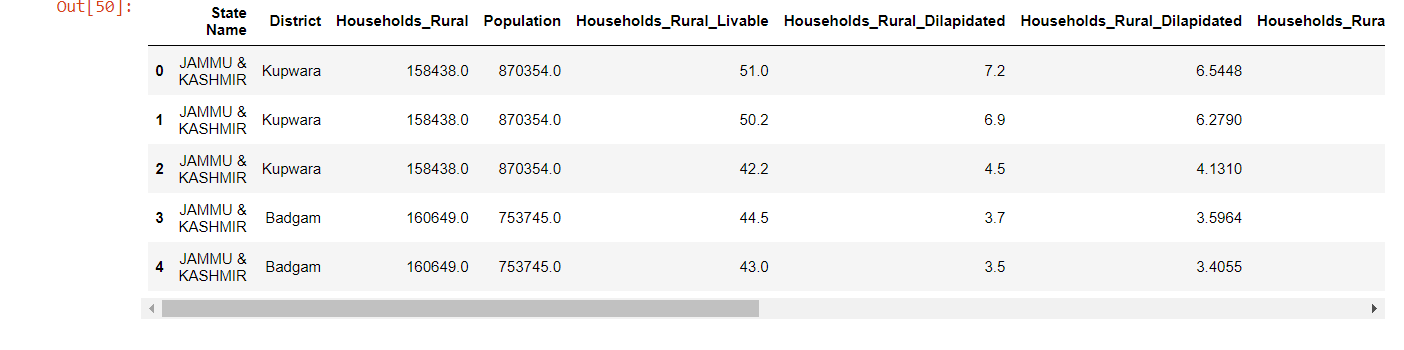 Out[50]:
State Name District Households_Rural Population Households_Rural_Livable Households_Rural_Dilapidated Households_Rural_Dilapidated Households_Rura
0 JAMMU & KASHMIR Kupwara 158438.0 870354.0 51.0 7.2 6.5448
1 JAMMU & KASHMIR Kupwara 158438.0 870354.0 50.2 6.9 6.2790
2 JAMMU & KASHMIR Kupwara 158438.0 870354.0 42.2 4.5 4.1310
3 JAMMU & KASHMIR Badgam 160649.0 753745.0 44.5 3.7 3.5964
4 JAMMU & KASHMIR Badgam 160649.0 753745.0 43.0 3.5 3.4055